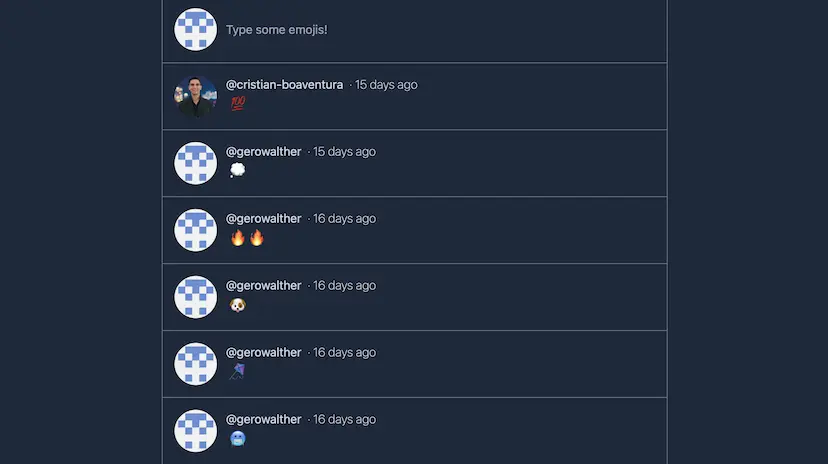 Type some emojis!
@cristian-boaventura · 15 days ago
💯
@gerowalther · 15 days ago
💭
@gerowalther · 16 days ago
🔥🔥
@gerowalther · 16 days ago
🐶
@gerowalther · 16 days ago
@gerowalther · 16 days ago
🥶